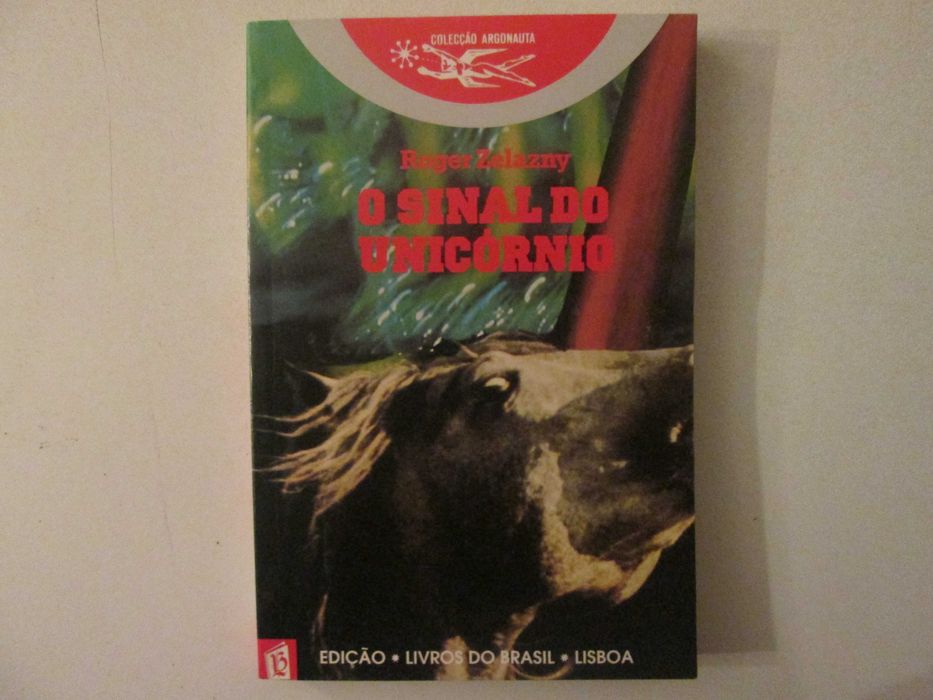 COLECÇÃO ARGONAUTA
Roger Zelazny
O SINAL DO
UNICÓRNIO
EDIÇÃO * LIVROS DO BRASIL * LISBOA